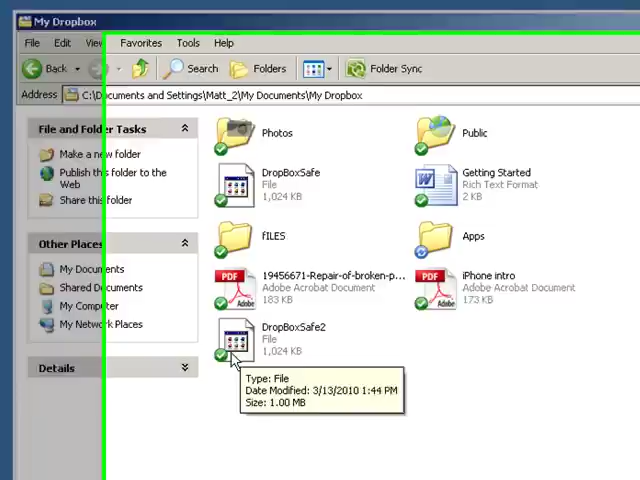 My Dropbox
File Edit View Favorites Tools Help
Back Search Folders Folder Sync
Address C:\Documents and Settings\Matt_2\My Documents\My Dropbox
File and Folder Tasks
Make a new folder
Publish this folder to the
Web
Share this folder
Other Places
My Documents
Shared Documents
My Computer
My Network Places
Details
Photos
Public
DropBoxSafe
File
1,024 KB
Getting Started
Rich Text Format
2 KB
fILES
Apps
PDF
Adobe
19456671-Repair-of-broken-p...
Adobe Acrobat Document
183 KB
PDF
Adobe
iPhone intro
Adobe Acrobat Document
173 KB
DropBoxSafe2
File
1,024 KB
Type: File
Date Modified: 3/13/2010 1:44 PM
Size: 1.00 MB